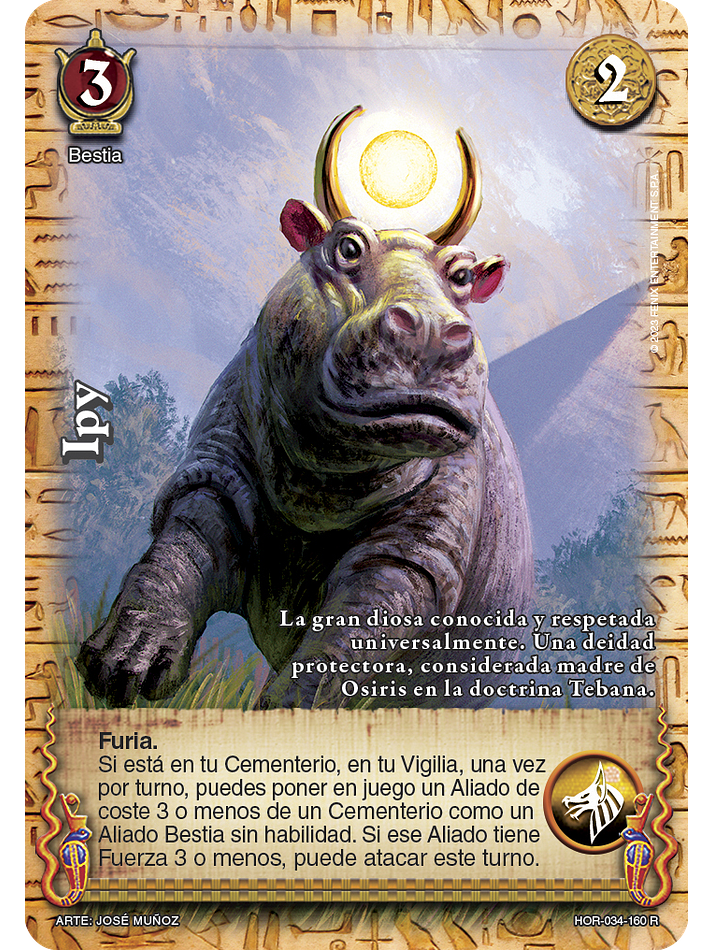 3
2
Bestia
©2023 FENIX ENTERTAINMENT S.P.A.
Ipy
La gran diosa conocida y respetada
universalmente. Una deidad
protectora, considerada madre de
Osiris en la doctrina Tebana.
Furia.
Si está en tu Cementerio, en tu Vigilia, una vez
por turno, puedes poner en juego un Aliado de
coste 3 o menos de un Cementerio como un
Aliado Bestia sin habilidad. Si ese Aliado tiene
Fuerza 3 o menos, puede atacar este turno.
ARTE: JOSÉ MUÑOZ
HOR-034-160 R